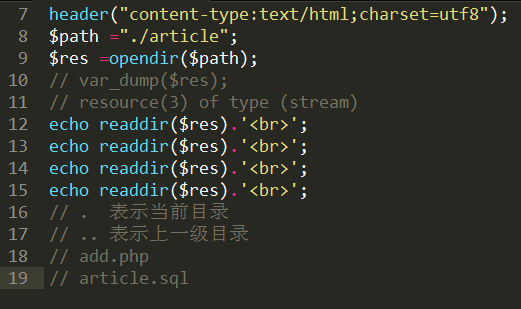 7 header("content-type:text/html;charset=utf8");
8 $path ="./article";
9 $res =opendir($path);
10 // var_dump($res);
11 // resource(3) of type (stream)
12 echo readdir($res).'<br>';
13 echo readdir($res).'<br>';
14 echo readdir($res).'<br>';
15 echo readdir($res).'<br>';
16 // .  表示当前目录
17 // .. 表示上一级目录
18 // add.php
19 // article.sql